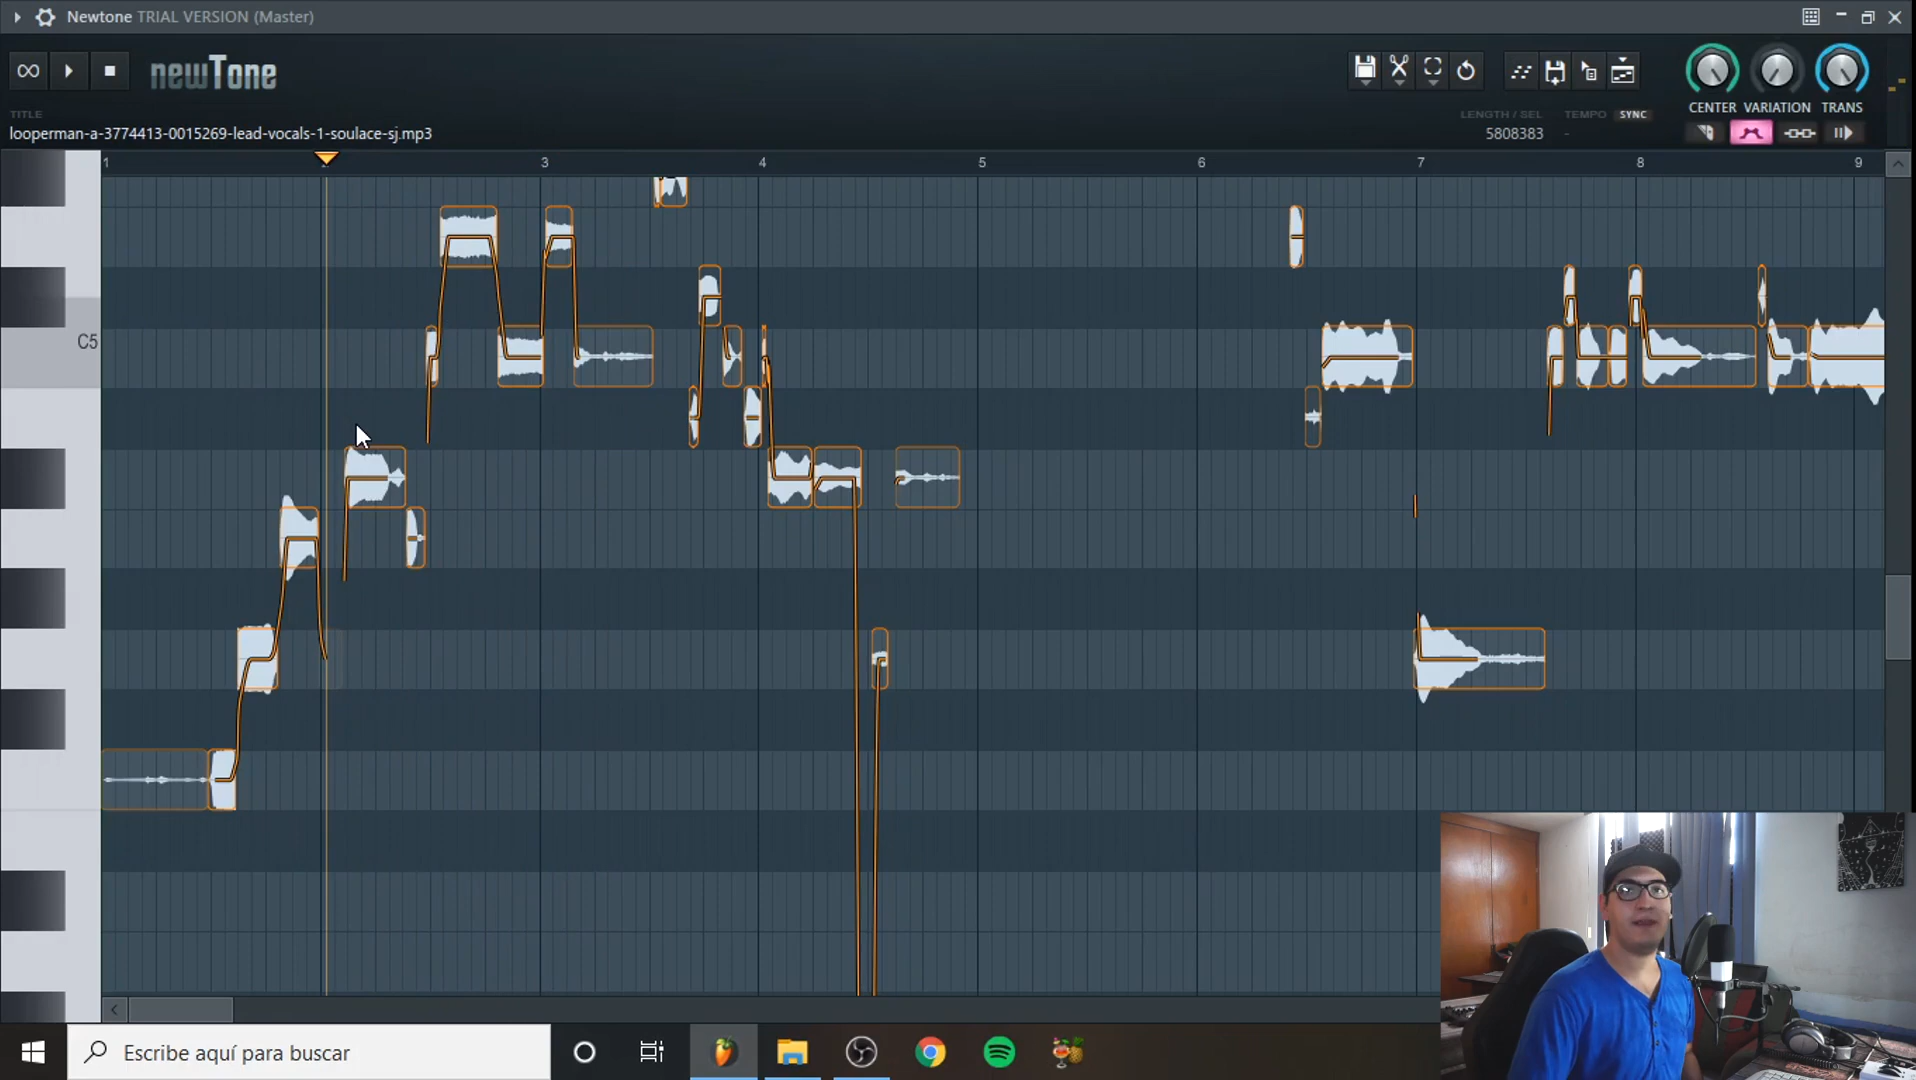 Newtone TRIAL VERSION (Master)
newTone
CENTER VARIATION TRANS
TITLE
LENGTH / SEL
TEMPO
SYNC
looperman-a-3774413-0015269-lead-vocals-1-soulace-sj.mp3
5808383
-
1 3 4 5 6 7 8 9
C5
Escribe aquí para buscar